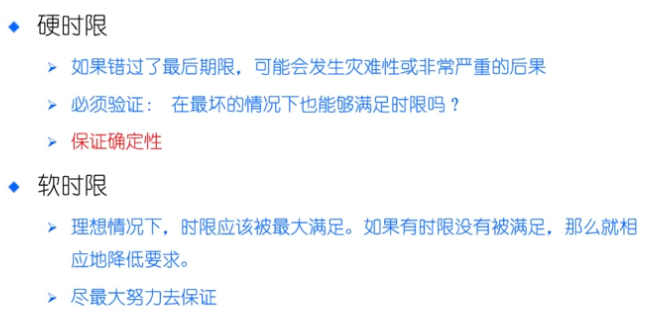 硬时限
如果错过了最后期限，可能会发生灾难性或非常严重的后果
必须验证： 在最坏的情况下也能够满足时限吗？
保证确定性
软时限
理想情况下，时限应该被最大满足。如果有时限没有被满足，那么就相
应地降低要求。
尽最大努力去保证